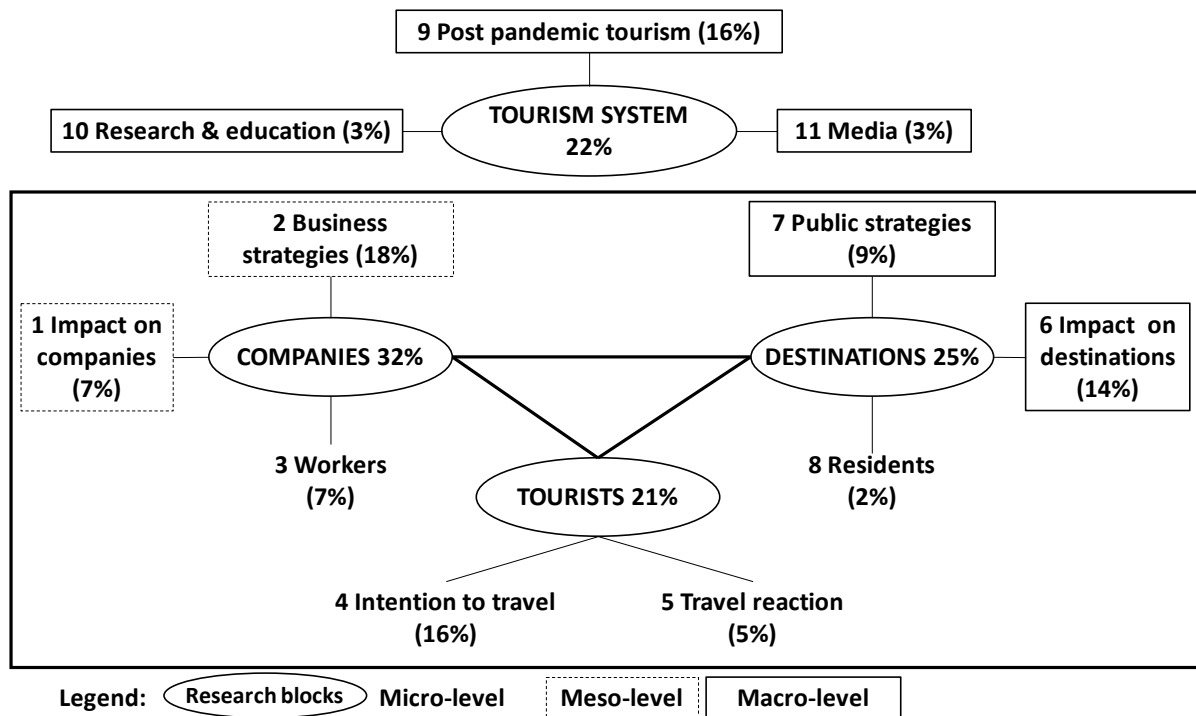 9 Post pandemic tourism (16%)
TOURISM SYSTEM
22%
10 Research & education (3%)
11 Media (3%)
2 Business
strategies (18%)
7 Public strategies
(9%)
1 Impact on
companies
(7%)
COMPANIES 32%
DESTINATIONS 25%
6 Impact on
destinations
(14%)
3 Workers
(7%)
TOURISTS 21%
8 Residents
(2%)
4 Intention to travel
(16%)
5 Travel reaction
(5%)
Legend: Research blocks Micro-level Meso-level Macro-level